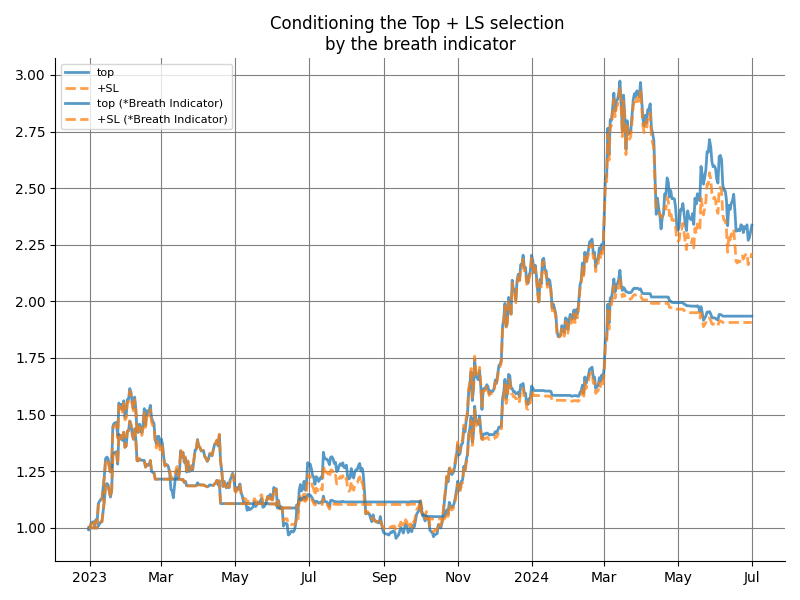 Conditioning the Top + LS selection
by the breath indicator
top
+SL
top (*Breath Indicator)
+SL (*Breath Indicator)
3.00
2.75
2.50
2.25
2.00
1.75
1.50
1.25
1.00
2023 Mar May Jul Sep Nov 2024 Mar May Jul